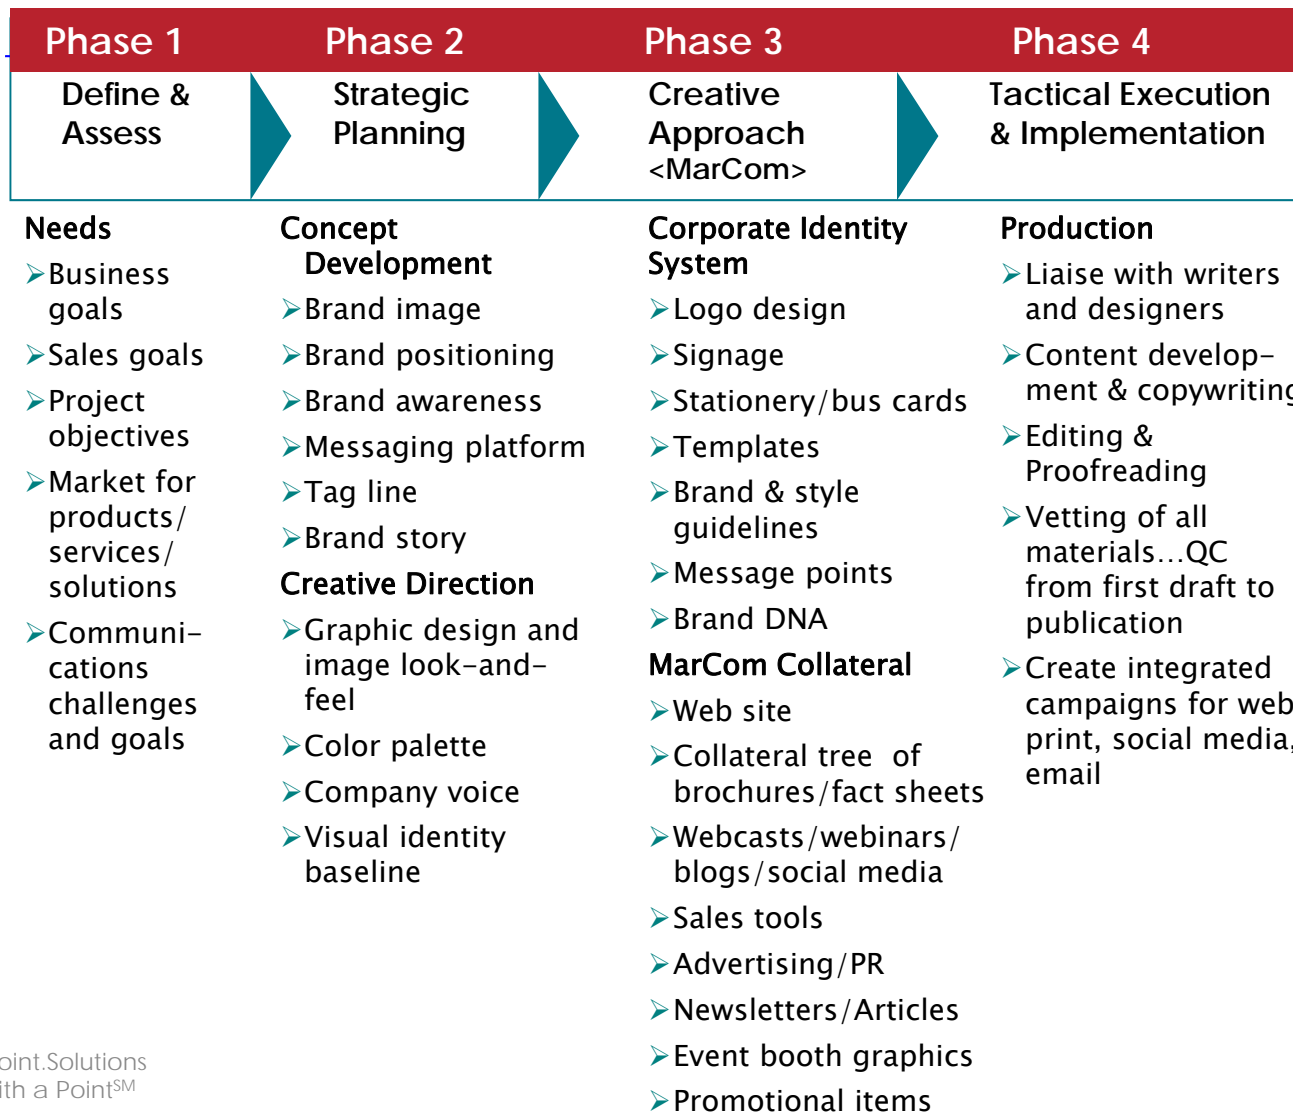 Phase 1
Phase 2
Phase 3
Phase 4
Define &
Assess
Strategic
Planning
Creative
Approach
<MarCom>
Tactical Execution
& Implementation
Needs
➢Business
goals
➢Sales goals
➢Project
objectives
➢Market for
products/
services/
solutions
➢Communi-
cations
challenges
and goals
Concept
Development
➢Brand image
➢Brand positioning
➢Brand awareness
➢Messaging platform
➢Tag line
➢Brand story
Creative Direction
➢Graphic design and
image look-and-
feel
➢Color palette
➢Company voice
➢Visual identity
baseline
Corporate Identity
System
➢Logo design
➢Signage
➢Stationery/bus cards
➢Templates
➢Brand & style
guidelines
➢Message points
➢Brand DNA
MarCom Collateral
➢Web site
➢Collateral tree of
brochures/fact sheets
➢Webcasts/webinars/
blogs/social media
➢Sales tools
➢Advertising/PR
➢Newsletters/Articles
➢Event booth graphics
➢Promotional items
Production
➢Liaise with writers
and designers
➢Content develop-
ment & copywriting
➢Editing &
Proofreading
➢Vetting of all
materials...QC
from first draft to
publication
➢Create integrated
campaigns for web
print, social media,
email
oint.Solutions
ith a Point℠